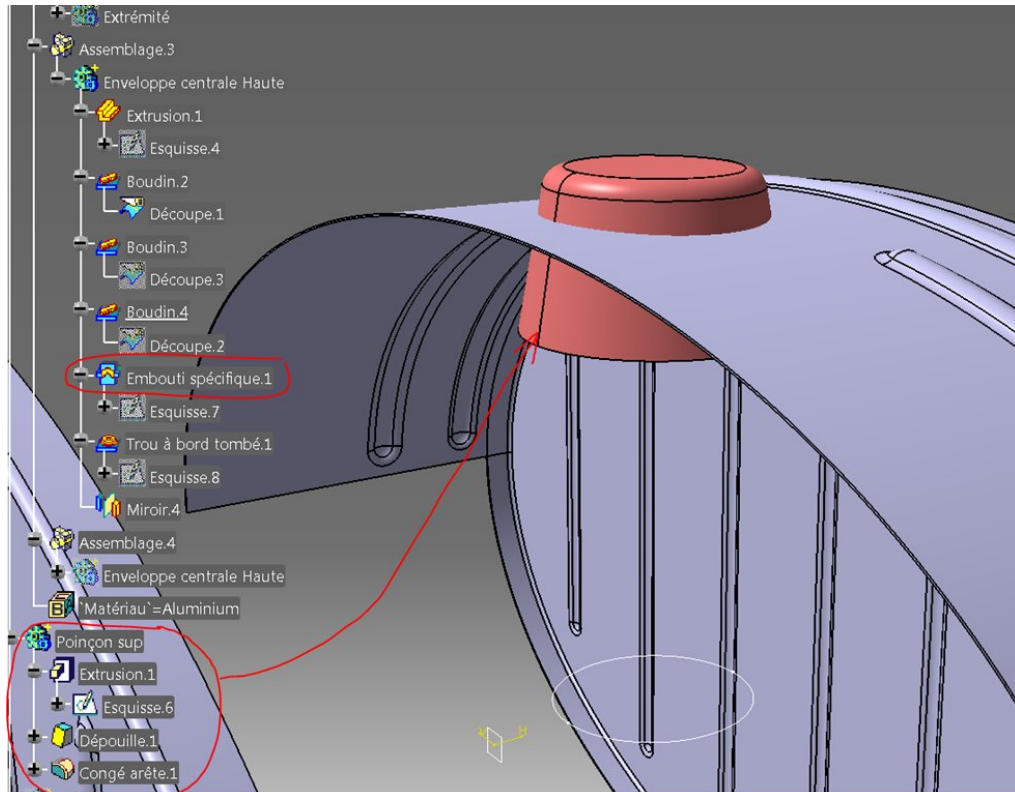 Extrémité
Assemblage.3
Enveloppe centrale Haute
Extrusion.1
Esquisse.4
Boudin.2
Découpe.1
Boudin.3
Découpe.3
Boudin.4
Découpe.2
Embouti spécifique.1
Esquisse.7
Trou à bord tombé.1
Esquisse.8
Miroir.4
Assemblage.4
Enveloppe centrale Haute
`Matériau`=Aluminium
Poinçon sup
Extrusion.1
Esquisse.6
Dépouille.1
Congé arête.1